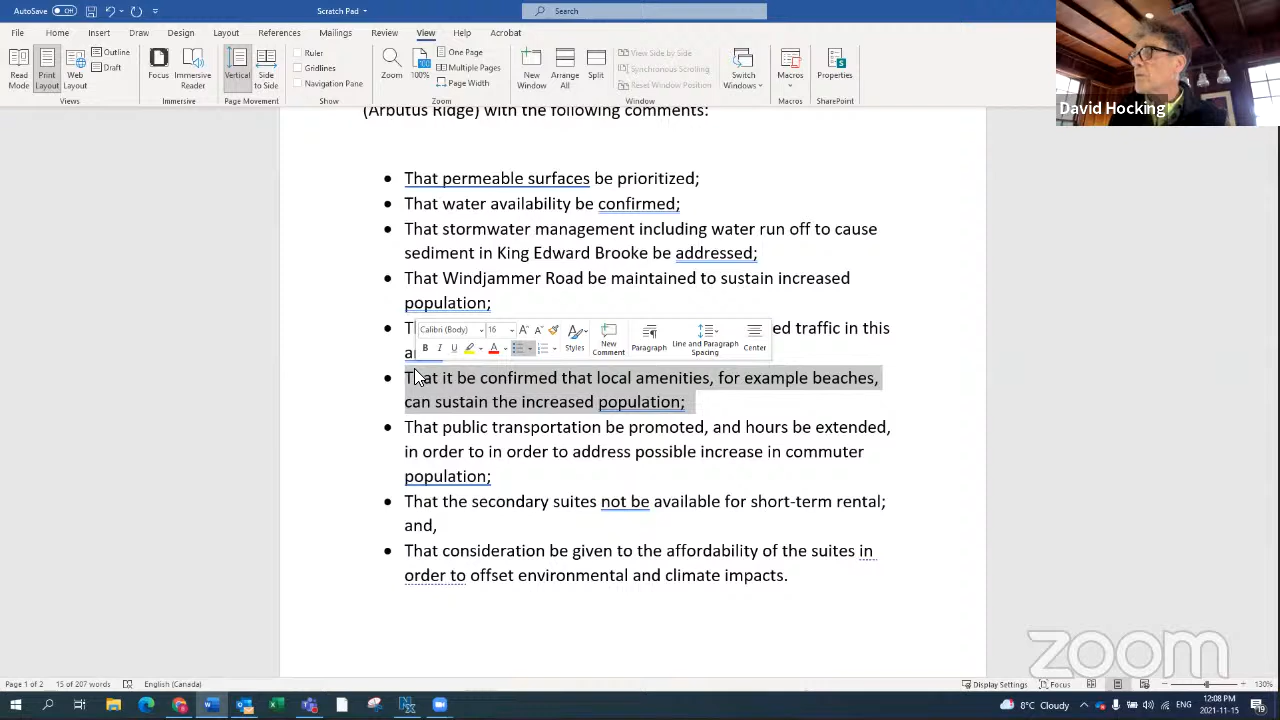 AutoSave Off
Scratch Pad
Search
File Home Insert Draw Design Layout References Mailings Review View Help Acrobat
Read Mode
Print Layout
Web Layout
Outline
Draft
Views
Focus
Immersive Reader
Immersive
Vertical
Side to Side
Page Movement
Ruler
Gridlines
Navigation Pane
Show
Zoom
100%
One Page
Multiple Pages
Page Width
Zoom
New Window
Arrange All
Split
View Side by Side
Synchronous Scrolling
Reset Window Position
Window
Switch Windows
Macros
Macros
Properties
SharePoint
David Hocking
(Arbutus Ridge) with the following comments:
• That permeable surfaces be prioritized;
• That water availability be confirmed;
• That stormwater management including water run off to cause
sediment in King Edward Brooke be addressed;
• That Windjammer Road be maintained to sustain increased
population;
Calibri (Body) 16
B I U
Styles
New Comment
Paragraph
Line and Paragraph Spacing
Center
traffic in this
• That it be confirmed that local amenities, for example beaches,
can sustain the increased population;
• That public transportation be promoted, and hours be extended,
in order to in order to address possible increase in commuter
population;
• That the secondary suites not be available for short-term rental;
and,
• That consideration be given to the affordability of the suites in
order to offset environmental and climate impacts.
zoom
Page 1 of 2 15 of 207 words English (Canada)
Display Settings Focus 130%
8°C Cloudy
12:08 PM
2021-11-15